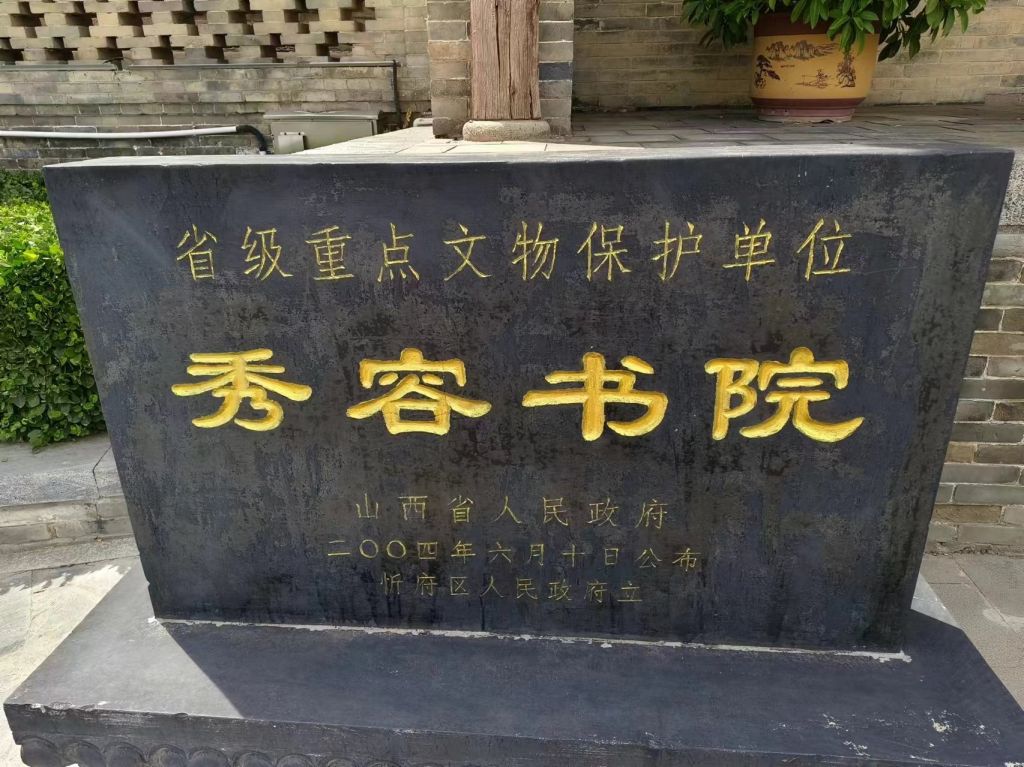 省级重点文物保护单位
秀容书院
山西省人民政府
二〇〇四年六月十日公布
忻府区人民政府立